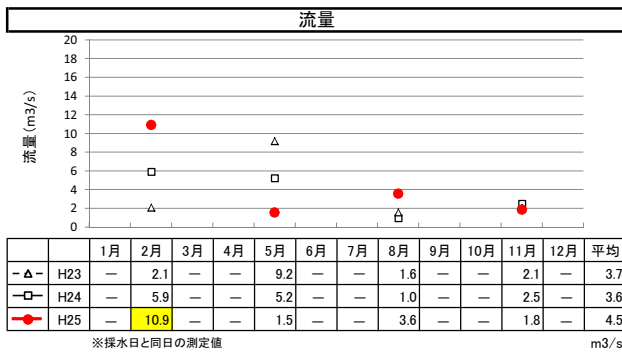 流量
20
18
16
14
12
10
8
6
4
2
0
流量(m3/s)
1月 2月 3月 4月 5月 6月 7月 8月 9月 10月 11月 12月 平均
H23 — 2.1 — — 9.2 — — 1.6 — — 2.1 — 3.7
H24 — 5.9 — — 5.2 — — 1.0 — — 2.5 — 3.6
H25 — 10.9 — — 1.5 — — 3.6 — — 1.8 — 4.5
※採水日と同日の測定値 m3/s